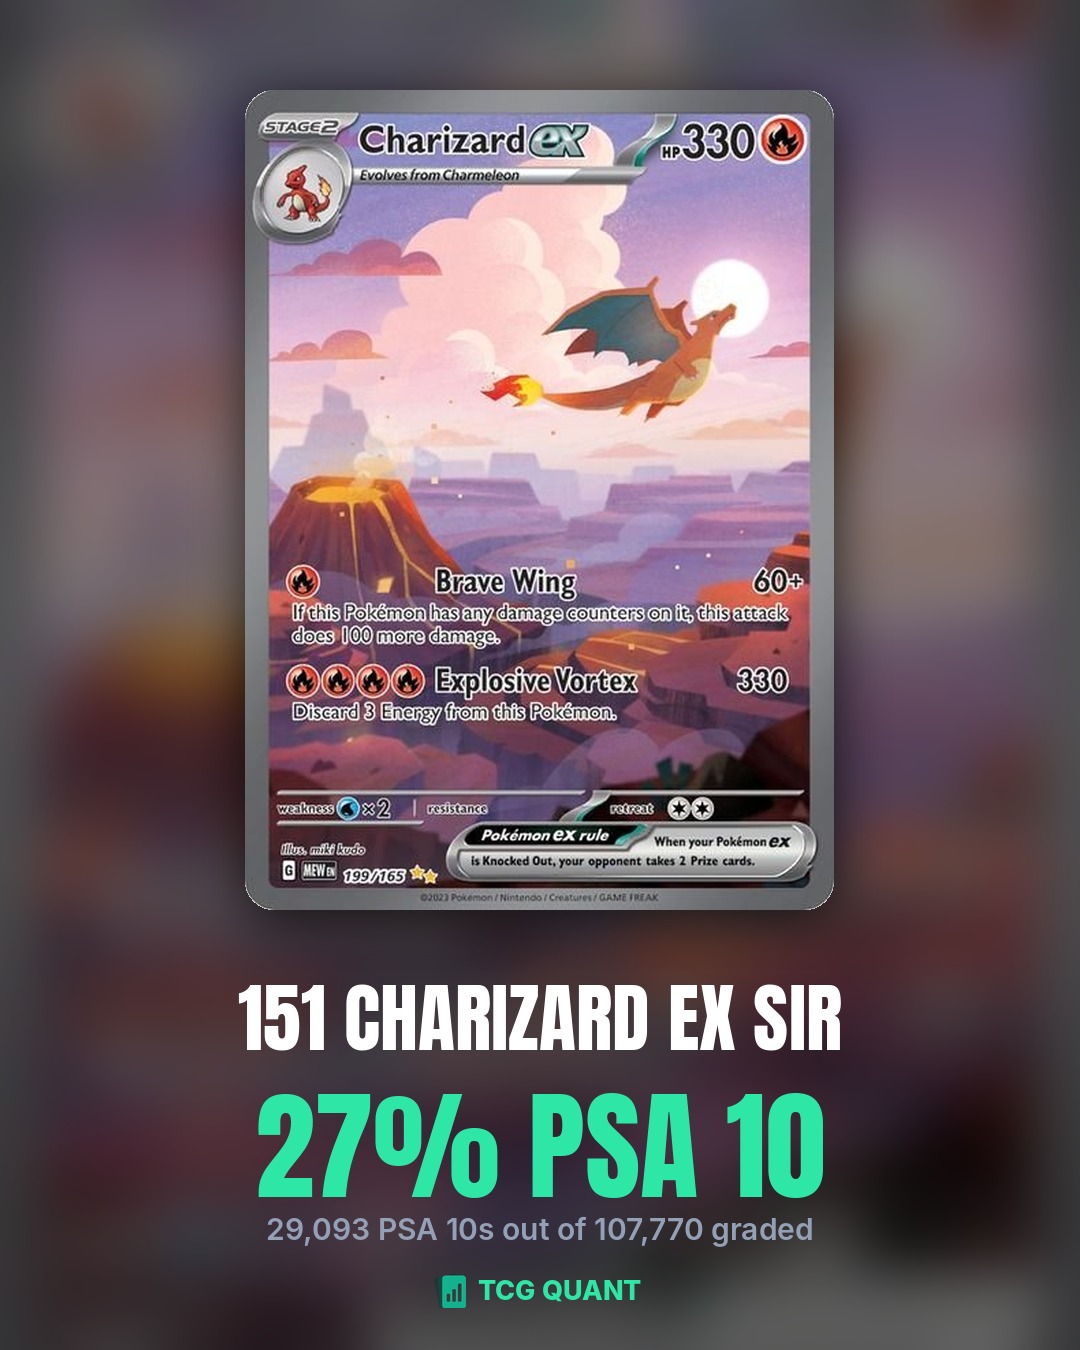 STAGE2 Charizard ex HP 330
Evolves from Charmeleon
Brave Wing 60+
If this Pokémon has any damage counters on it, this attack
does 100 more damage.
Explosive Vortex 330
Discard 3 Energy from this Pokémon.
weakness ×2 resistance retreat
Pokémon ex rule When your Pokémon ex
is Knocked Out, your opponent takes 2 Prize cards.
Illus. miki kudo
G MEW EN 199/165
©2023 Pokémon / Nintendo / Creatures / GAME FREAK
151 CHARIZARD EX SIR
27% PSA 10
29,093 PSA 10s out of 107,770 graded
TCG QUANT